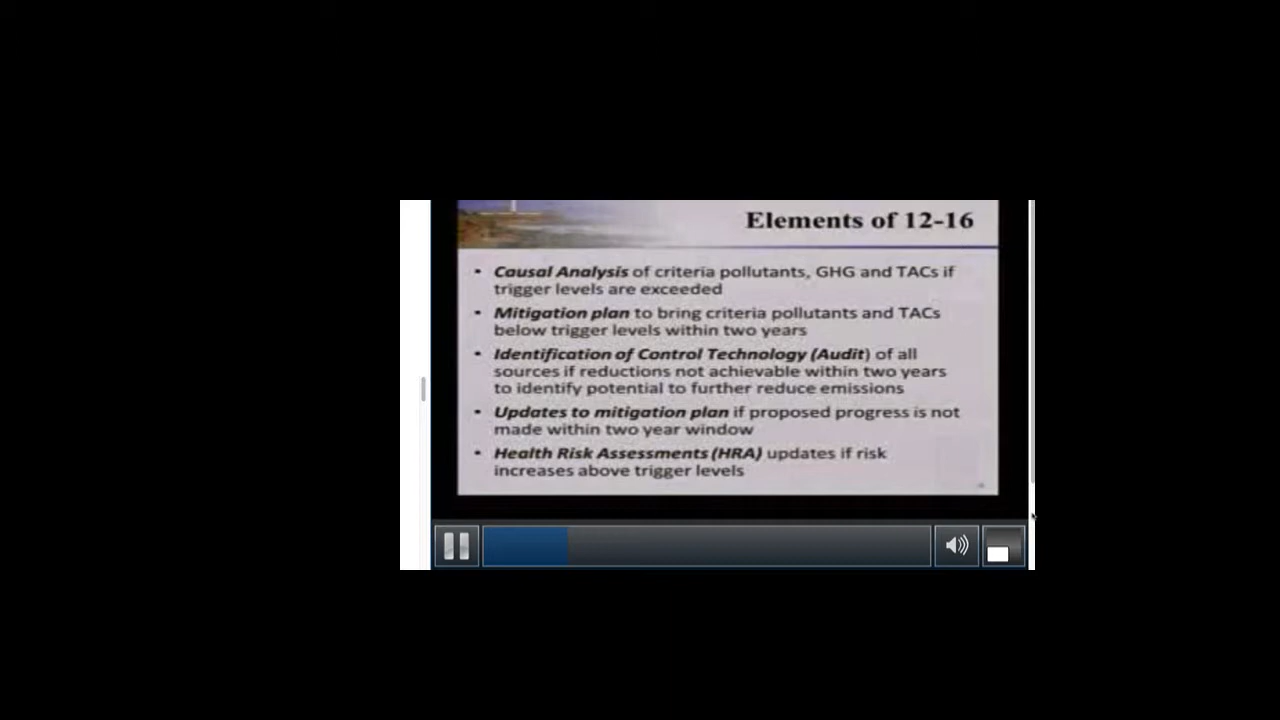 Elements of 12-16
• Causal Analysis of criteria pollutants, GHG and TACs if
trigger levels are exceeded
• Mitigation plan to bring criteria pollutants and TACs
below trigger levels within two years
• Identification of Control Technology (Audit) of all
sources if reductions not achievable within two years
to identify potential to further reduce emissions
• Updates to mitigation plan if proposed progress is not
made within two year window
• Health Risk Assessments (HRA) updates if risk
increases above trigger levels